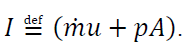 I ≝ (ṁu + pA).